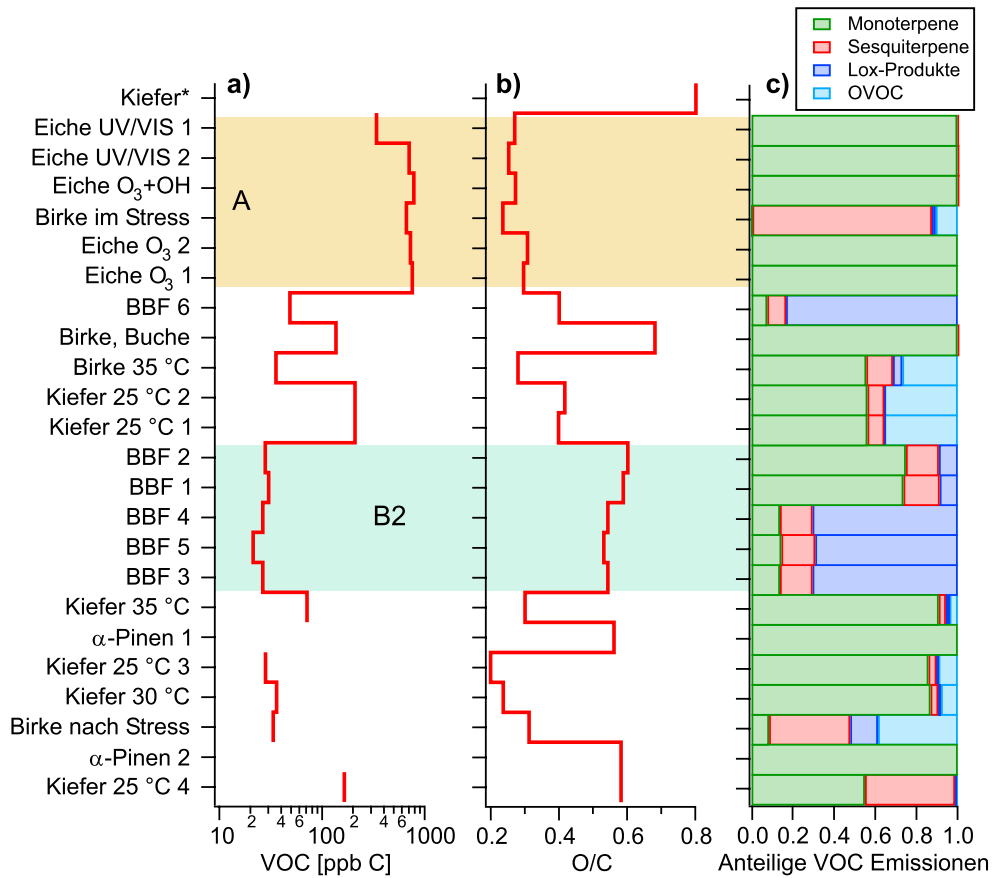 Monoterpene
Sesquiterpene
Lox-Produkte
OVOC
a)
b)
c)
Kiefer*
Eiche UV/VIS 1
Eiche UV/VIS 2
Eiche O3+OH
Birke im Stress
Eiche O3 2
Eiche O3 1
BBF 6
Birke, Buche
Birke 35 °C
Kiefer 25 °C 2
Kiefer 25 °C 1
BBF 2
BBF 1
BBF 4
BBF 5
BBF 3
Kiefer 35 °C
α-Pinen 1
Kiefer 25 °C 3
Kiefer 30 °C
Birke nach Stress
α-Pinen 2
Kiefer 25 °C 4
A
B2
10 2 4 6 100 2 4 6 1000
VOC [ppb C]
0.2 0.4 0.6 0.8
O/C
0.0 0.2 0.4 0.6 0.8 1.0
Anteilige VOC Emissionen